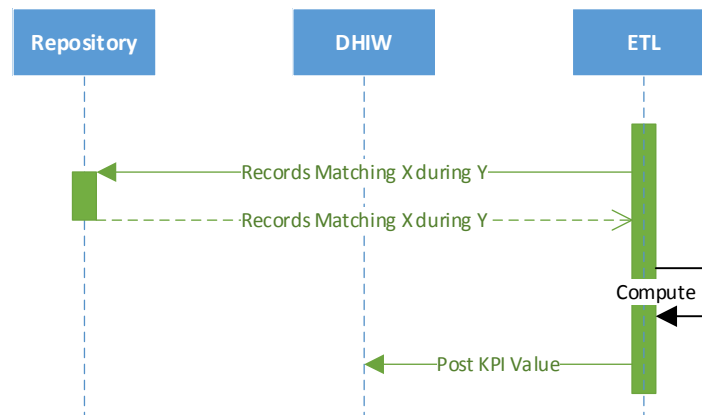 Repository
DHIW
ETL
Records Matching X during Y
Records Matching X during Y
Compute
Post KPI Value